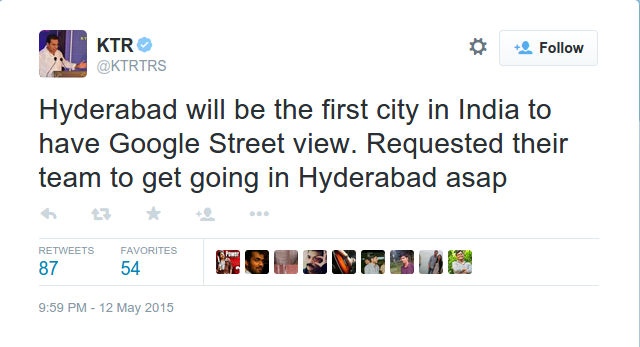 KTR
@KTRTRS
Follow
Hyderabad will be the first city in India to
have Google Street view. Requested their
team to get going in Hyderabad asap
RETWEETS FAVORITES
87 54
Power
9:59 PM - 12 May 2015